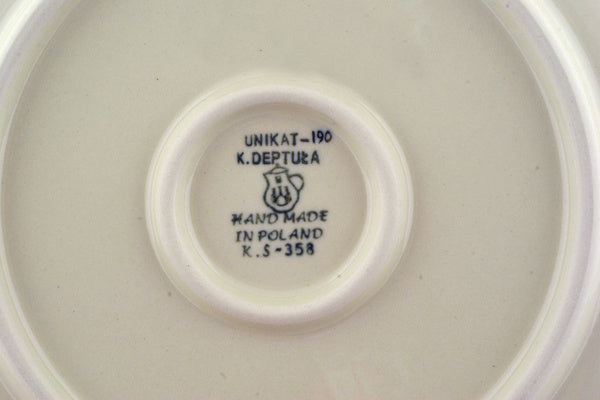 UNIKAT-190
K. DEPTUŁA
HAND MADE
IN POLAND
K.S-358